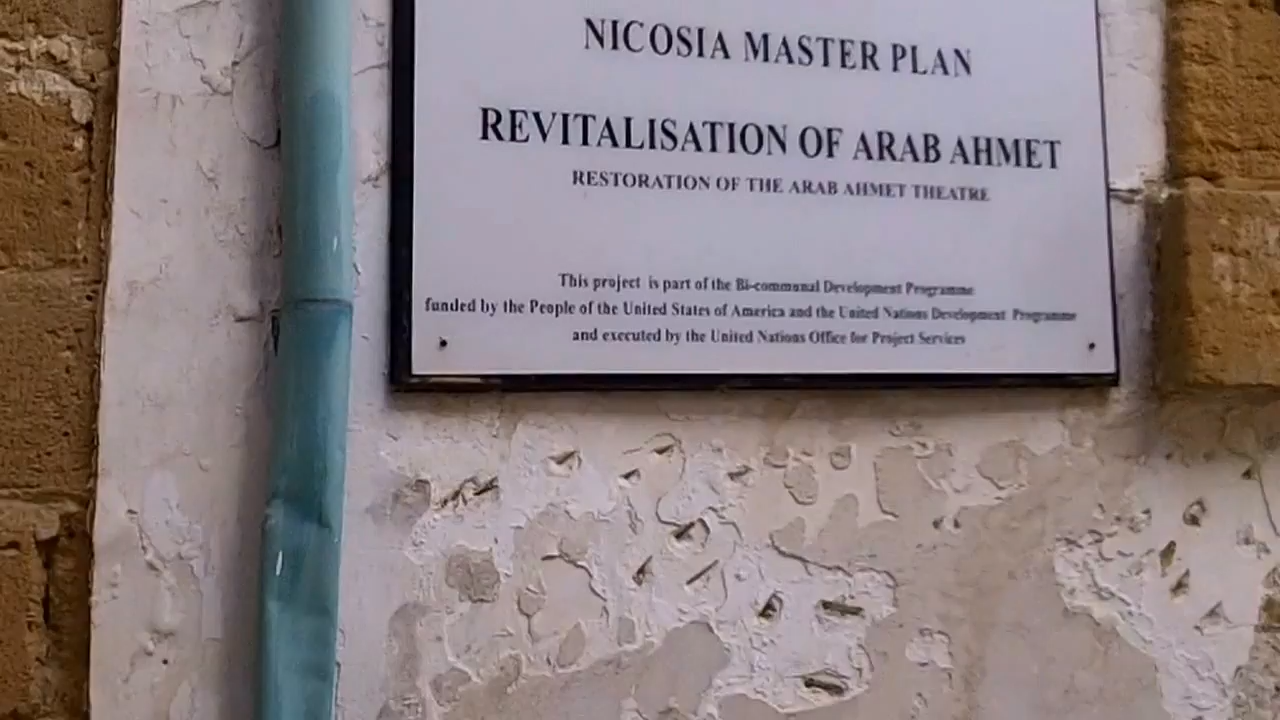 NICOSIA MASTER PLAN
REVITALISATION OF ARAB AHMET
RESTORATION OF THE ARAB AHMET THEATRE
This project is part of the Bi-communal Development Programme
funded by the People of the United States of America and the United Nations Development Programme
and executed by the United Nations Office for Project Services